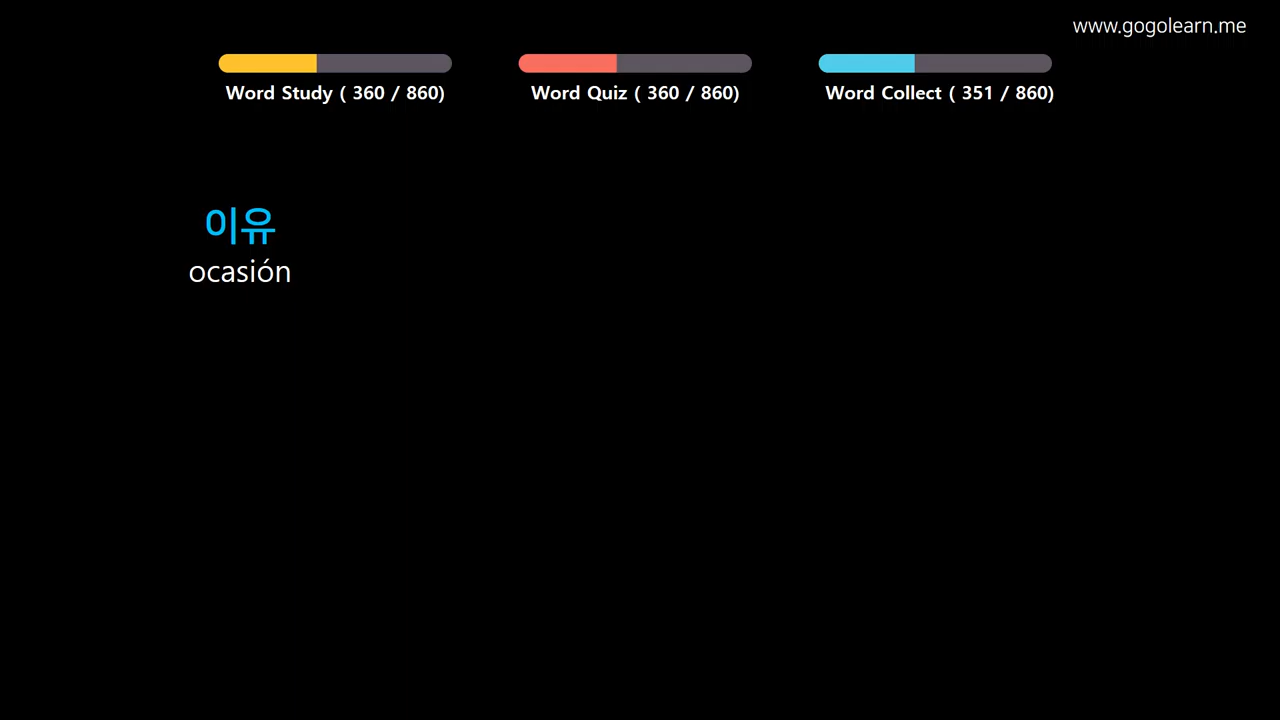 www.gogolearn.me
Word Study ( 360 / 860)
Word Quiz ( 360 / 860)
Word Collect ( 351 / 860)
이유
ocasión